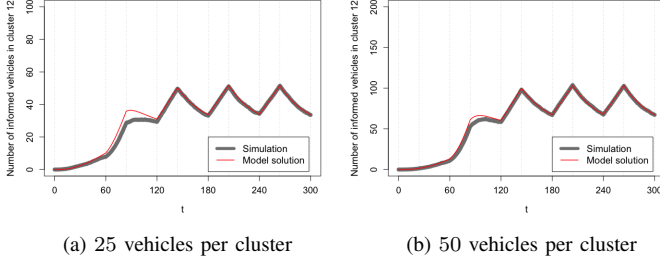 Number of informed vehicles in cluster 12
100
80
60
40
20
0
0 60 120 180 240 300
t
Simulation
Model solution
(a) 25 vehicles per cluster
Number of informed vehicles in cluster 12
200
150
100
50
0
0 60 120 180 240 300
t
Simulation
Model solution
(b) 50 vehicles per cluster